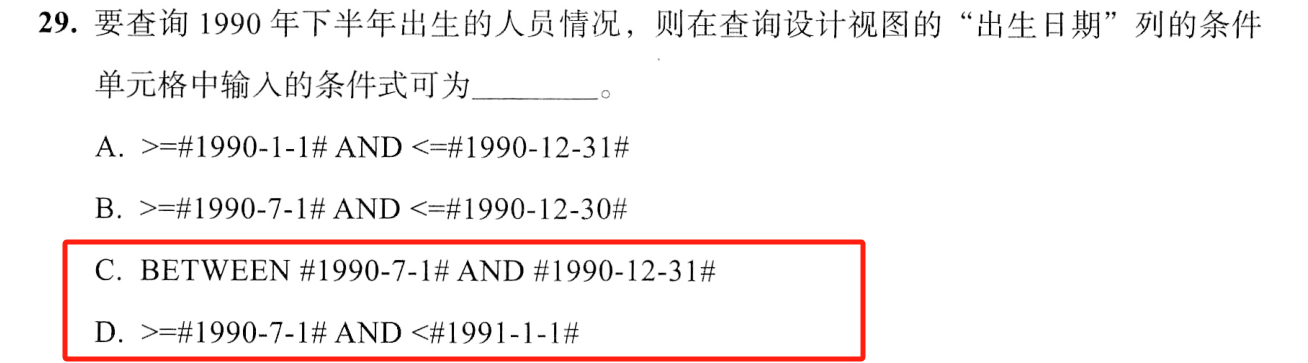 29. 要查询 1990 年下半年出生的人员情况，则在查询设计视图的“出生日期”列的条件
单元格中输入的条件式可为________。
A. >=#1990-1-1# AND <=#1990-12-31#
B. >=#1990-7-1# AND <=#1990-12-30#
C. BETWEEN #1990-7-1# AND #1990-12-31#
D. >=#1990-7-1# AND <#1991-1-1#